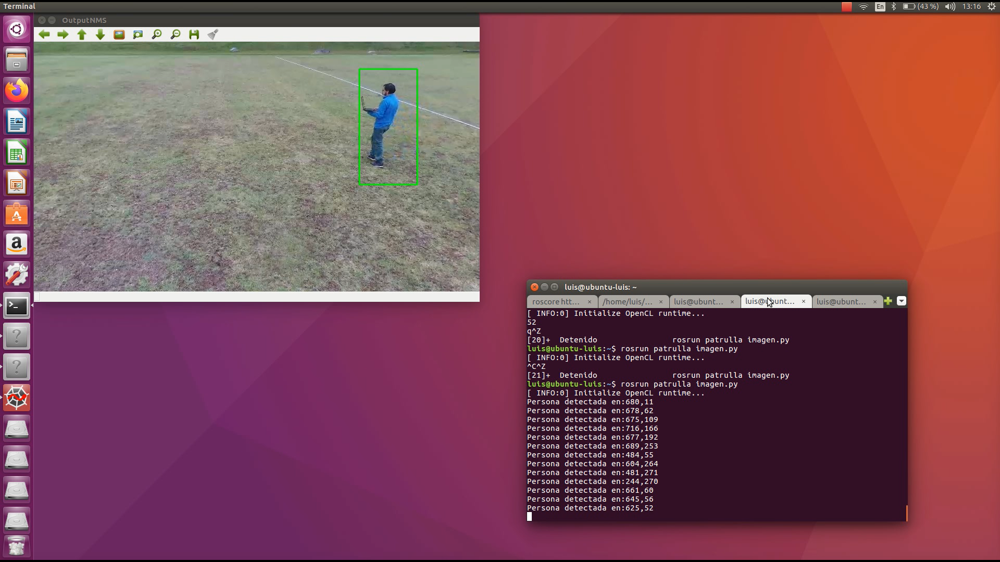 Terminal
En
(43 %)
13:16
OutputNMS
luis@ubuntu-luis: ~
roscore htt...
/home/luis/...
luis@ubunt...
luis@ubunt...
luis@ubunt...
[ INFO:0] Initialize OpenCL runtime...
52
q^Z
[20]+  Detenido                rosrun patrulla imagen.py
luis@ubuntu-luis:~$ rosrun patrulla imagen.py
[ INFO:0] Initialize OpenCL runtime...
^C^Z
[21]+  Detenido                rosrun patrulla imagen.py
luis@ubuntu-luis:~$ rosrun patrulla imagen.py
[ INFO:0] Initialize OpenCL runtime...
Persona detectada en:680,11
Persona detectada en:678,62
Persona detectada en:675,109
Persona detectada en:716,166
Persona detectada en:677,192
Persona detectada en:689,253
Persona detectada en:484,55
Persona detectada en:604,264
Persona detectada en:481,271
Persona detectada en:244,270
Persona detectada en:661,60
Persona detectada en:645,56
Persona detectada en:625,52